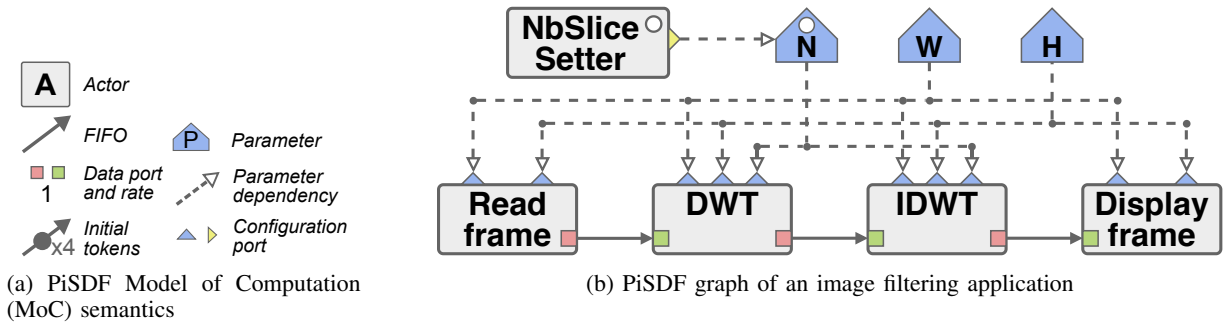 A
Actor
FIFO
1
Data port
and rate
x4
Initial
tokens
P
Parameter
Parameter
dependency
Configuration
port
(a) PiSDF Model of Computation
(MoC) semantics
NbSlice
Setter
N
W
H
Read
frame
DWT
IDWT
Display
frame
(b) PiSDF graph of an image filtering application